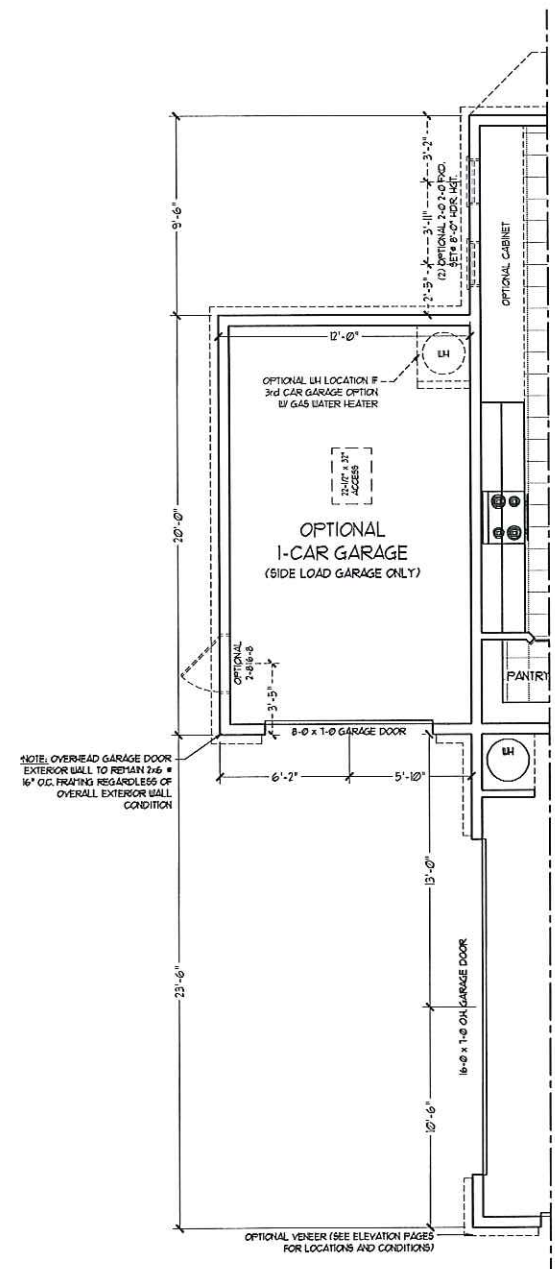 9'-6"
3'-2"
3'-11"
2'-5"
(2) OPTIONAL 2-0 2-0 FXD.
SET@ 8'-0" HDR. HGT.
OPTIONAL CABINET
12'-0"
WH
OPTIONAL WH LOCATION IF
3rd CAR GARAGE OPTION
W/ GAS WATER HEATER
22-1/2" x 32"
ACCESS
20'-0"
OPTIONAL
1-CAR GARAGE
(SIDE LOAD GARAGE ONLY)
OPTIONAL
2-8/6-8
3'-5"
PANTRY
8-0 x 7-0 GARAGE DOOR
WH
NOTE: OVERHEAD GARAGE DOOR
EXTERIOR WALL TO REMAIN 2x6 @
16" O.C. FRAMING REGARDLESS OF
OVERALL EXTERIOR WALL
CONDITION
6'-2"
5'-10"
13'-0"
23'-6"
16-0 x 7-0 O.H. GARAGE DOOR
10'-6"
OPTIONAL VENEER (SEE ELEVATION PAGES
FOR LOCATIONS AND CONDITIONS)